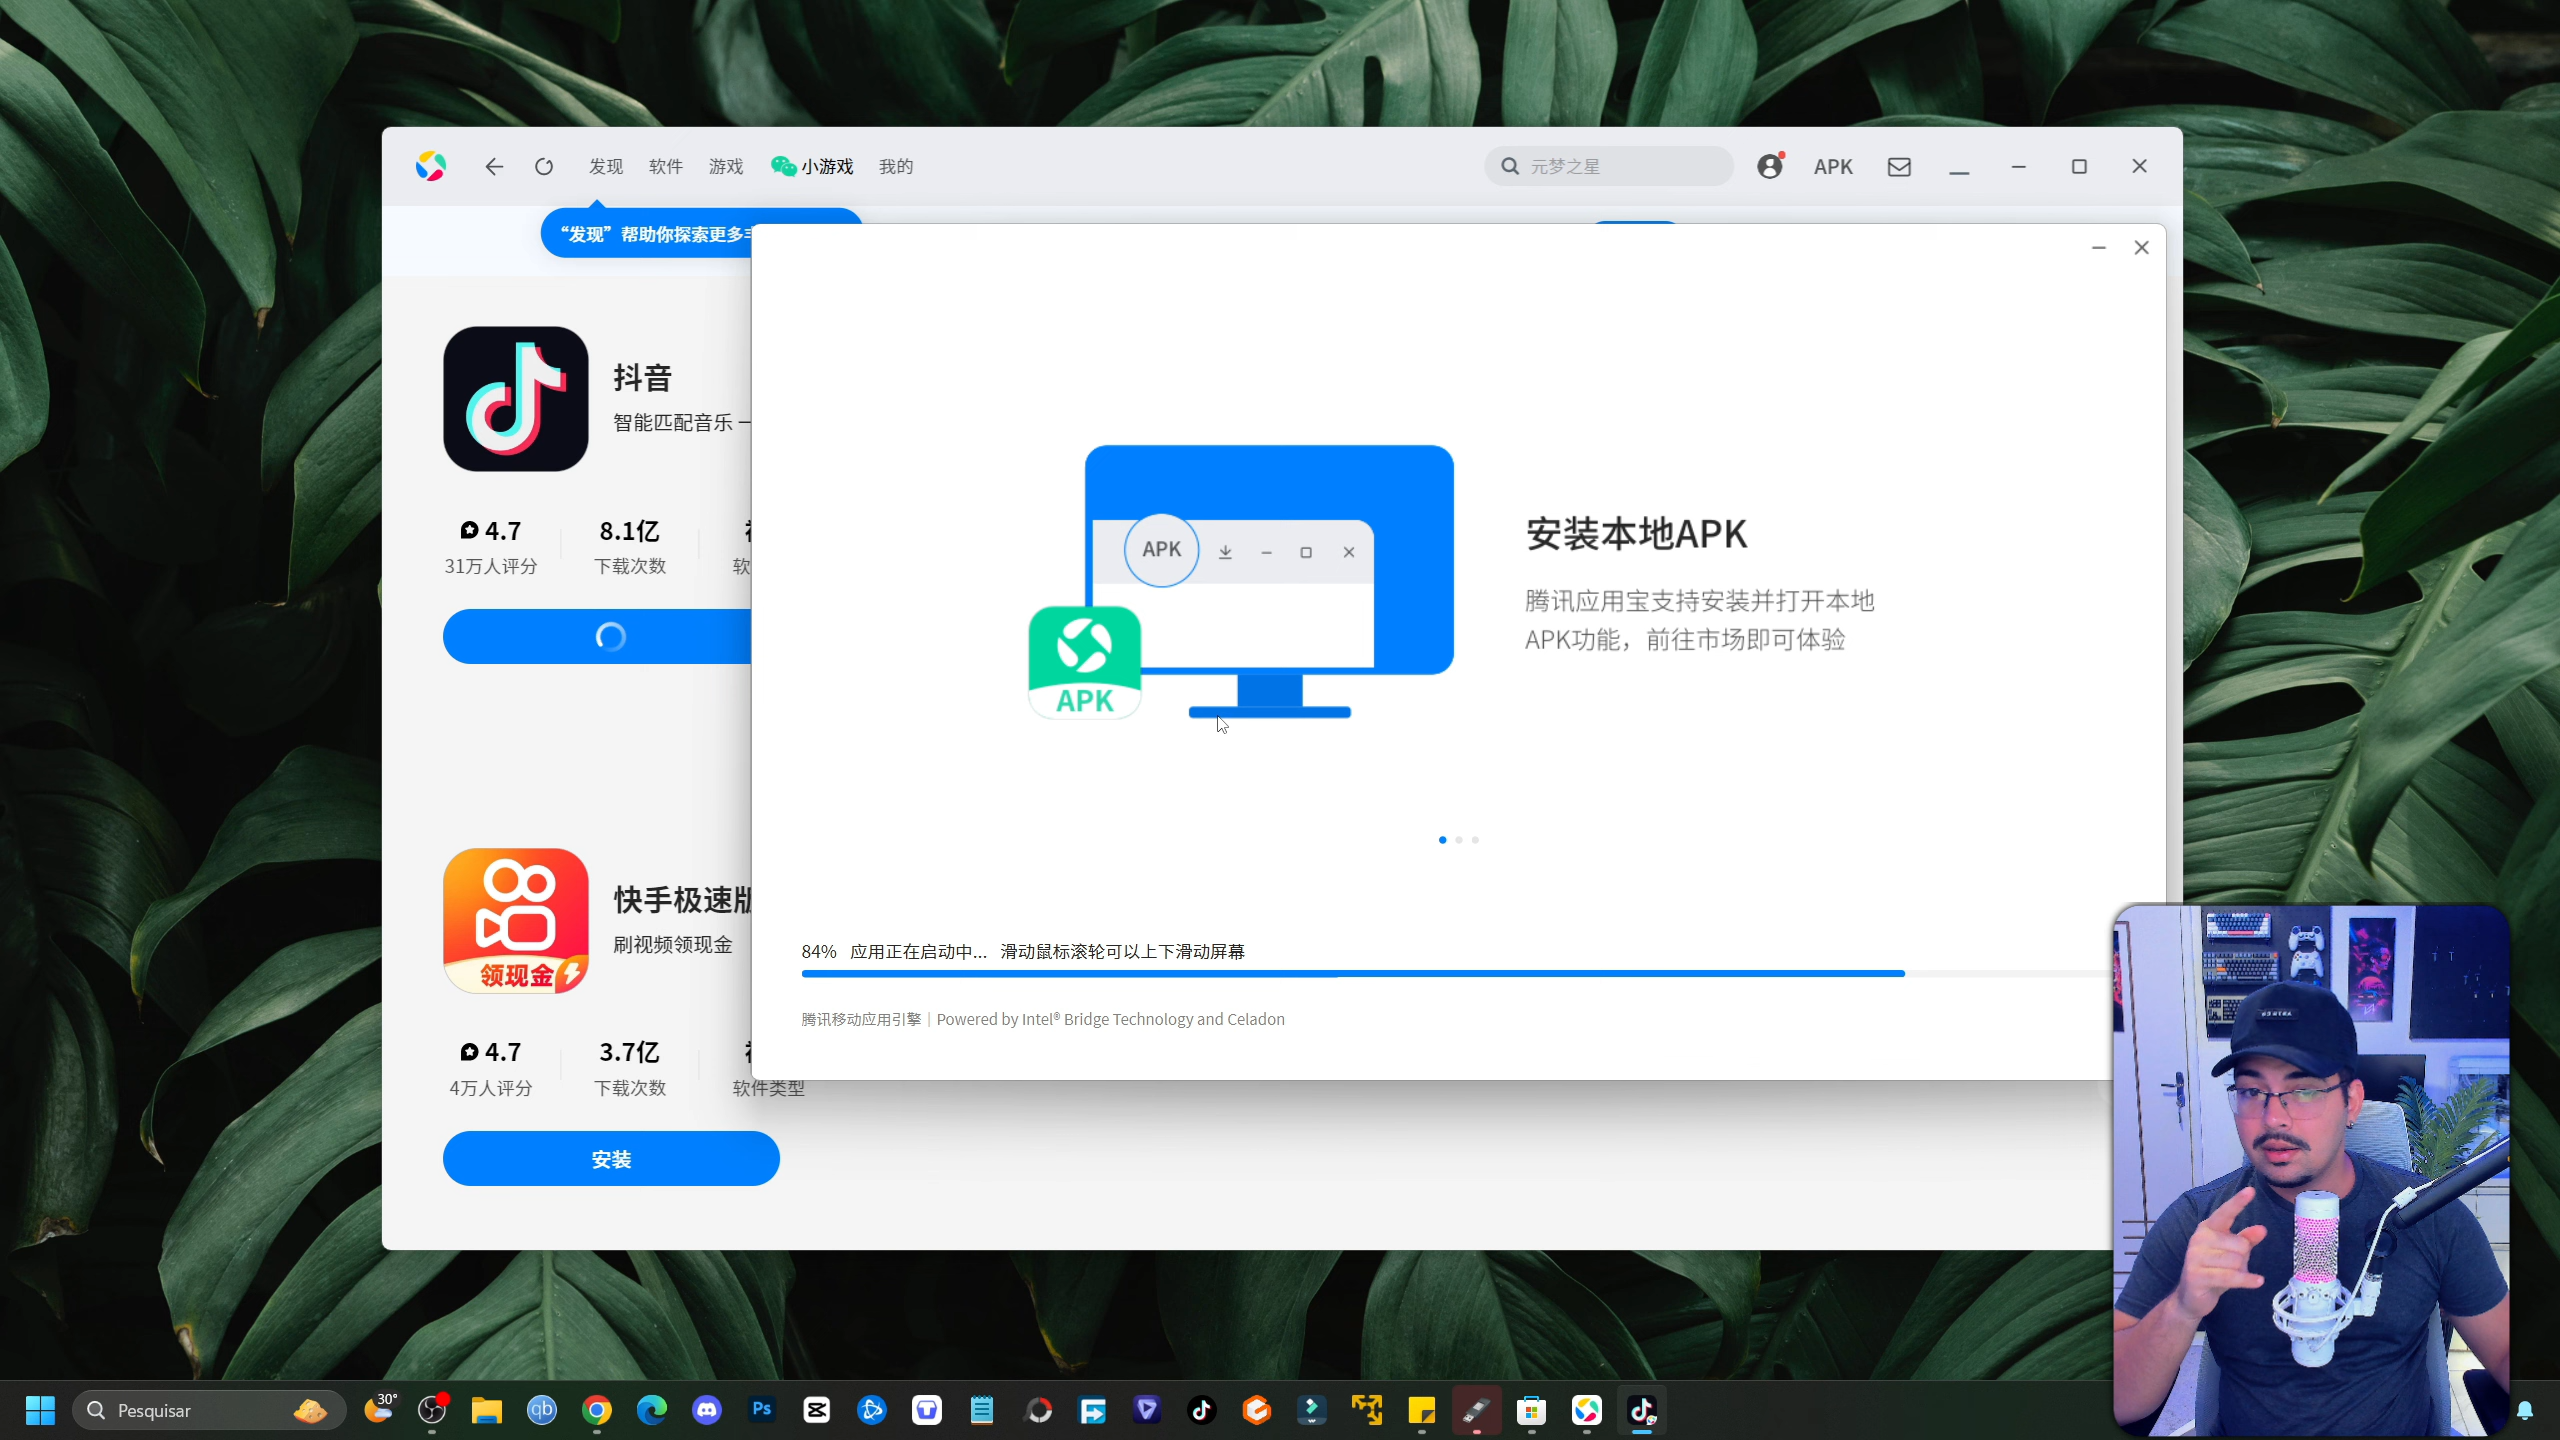 发现 软件 游戏 小游戏 我的 元梦之星 APK
“发现”帮助你探索更多
抖音
智能匹配音乐 一
4.7 8.1亿
31万人评分 下载次数 软
快手极速版
刷视频领现金
领现金
4.7 3.7亿
4万人评分 下载次数 软件类型
安装
APK
APK
安装本地APK
腾讯应用宝支持安装并打开本地
APK功能，前往市场即可体验
84% 应用正在启动中... 滑动鼠标滚轮可以上下滑动屏幕
腾讯移动应用引擎 | Powered by Intel® Bridge Technology and Celadon
Pesquisar 30° qb Ps